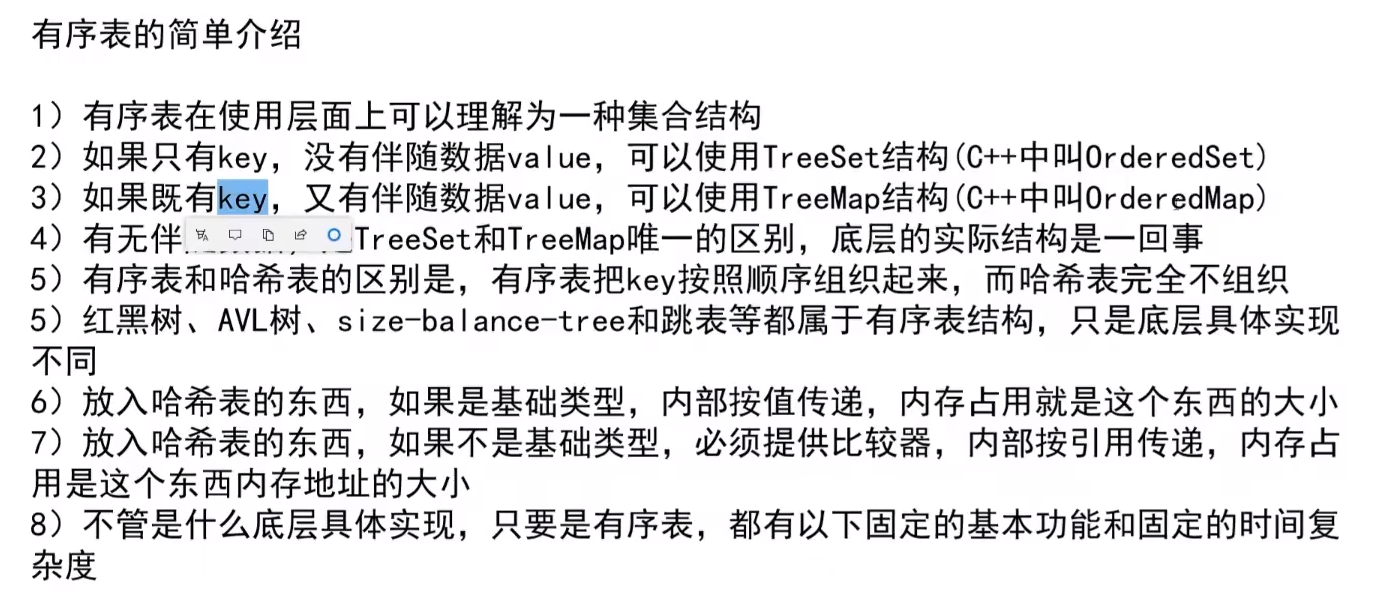 有序表的简单介绍
1）有序表在使用层面上可以理解为一种集合结构
2）如果只有key，没有伴随数据value，可以使用TreeSet结构(C++中叫OrderedSet)
3）如果既有key，又有伴随数据value，可以使用TreeMap结构(C++中叫OrderedMap)
4）有无伴 TreeSet和TreeMap唯一的区别，底层的实际结构是一回事
5）有序表和哈希表的区别是，有序表把key按照顺序组织起来，而哈希表完全不组织
5）红黑树、AVL树、size-balance-tree和跳表等都属于有序表结构，只是底层具体实现
不同
6）放入哈希表的东西，如果是基础类型，内部按值传递，内存占用就是这个东西的大小
7）放入哈希表的东西，如果不是基础类型，必须提供比较器，内部按引用传递，内存占
用是这个东西内存地址的大小
8）不管是什么底层具体实现，只要是有序表，都有以下固定的基本功能和固定的时间复
杂度